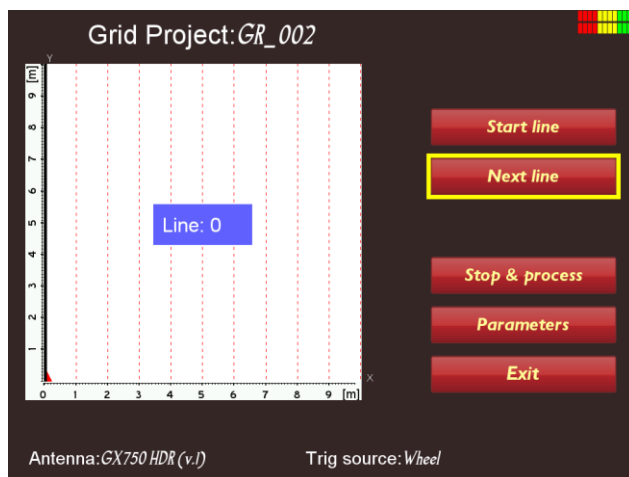 Grid Project:GR_002
Y
[m]
9
8
7
6
5
4
3
2
1
Line: 0
0 1 2 3 4 5 6 7 8 9 [m]
X
Start line
Next line
Stop & process
Parameters
Exit
Antenna:GX750 HDR (v.1) Trig source:Wheel